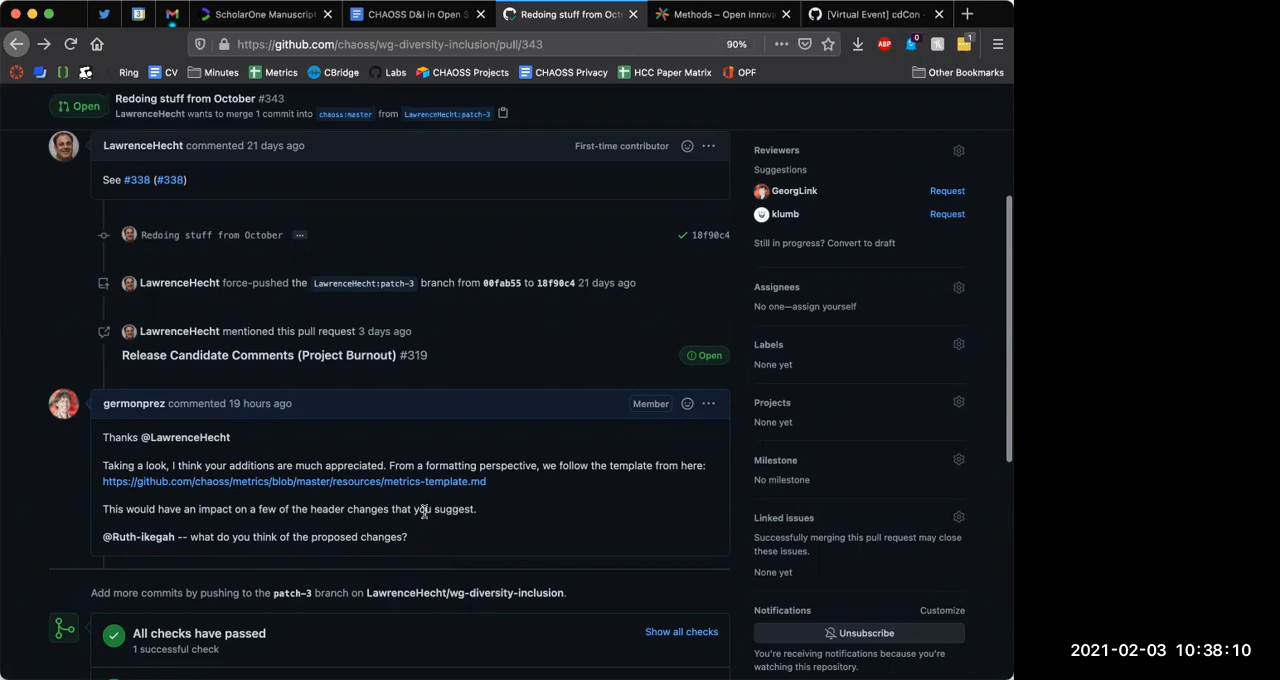 ScholarOne Manuscript
CHAOSS D&I in Open S
Redoing stuff from Oct
Methods – Open innova
[Virtual Event] cdCon -
https://github.com/chaoss/wg-diversity-inclusion/pull/343
90%
ABP
0
1
Ring
CV
Minutes
Metrics
CBridge
Labs
CHAOSS Projects
CHAOSS Privacy
HCC Paper Matrix
OPF
Other Bookmarks
Open
Redoing stuff from October #343
LawrenceHecht wants to merge 1 commit into chaoss:master from LawrenceHecht:patch-3
LawrenceHecht commented 21 days ago
First-time contributor
See #338 (#338)
Redoing stuff from October
18f90c4
LawrenceHecht force-pushed the LawrenceHecht:patch-3 branch from 00fab55 to 18f90c4 21 days ago
LawrenceHecht mentioned this pull request 3 days ago
Release Candidate Comments (Project Burnout) #319
Open
germonprez commented 19 hours ago
Member
Thanks @LawrenceHecht
Taking a look, I think your additions are much appreciated. From a formatting perspective, we follow the template from here:
https://github.com/chaoss/metrics/blob/master/resources/metrics-template.md
This would have an impact on a few of the header changes that you suggest.
@Ruth-ikegah -- what do you think of the proposed changes?
Add more commits by pushing to the patch-3 branch on LawrenceHecht/wg-diversity-inclusion.
All checks have passed
1 successful check
Show all checks
Reviewers
Suggestions
GeorgLink
Request
klumb
Request
Still in progress? Convert to draft
Assignees
No one—assign yourself
Labels
None yet
Projects
None yet
Milestone
No milestone
Linked issues
Successfully merging this pull request may close
these issues.
None yet
Notifications
Customize
Unsubscribe
You're receiving notifications because you're
watching this repository.
2021-02-03 10:38:10